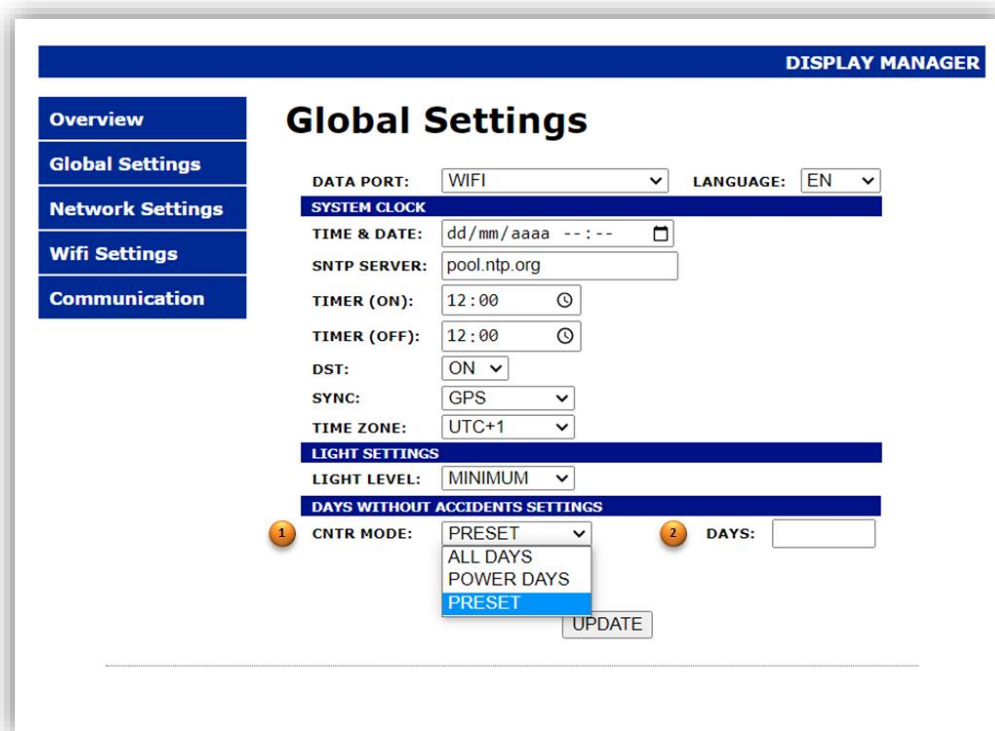 DISPLAY MANAGER
Overview
Global Settings
Network Settings
Wifi Settings
Communication
Global Settings
DATA PORT: WIFI LANGUAGE: EN
SYSTEM CLOCK
TIME & DATE: dd/mm/aaaa --:--
SNTP SERVER: pool.ntp.org
TIMER (ON): 12:00
TIMER (OFF): 12:00
DST: ON
SYNC: GPS
TIME ZONE: UTC+1
LIGHT SETTINGS
LIGHT LEVEL: MINIMUM
DAYS WITHOUT ACCIDENTS SETTINGS
1 CNTR MODE: PRESET 2 DAYS:
ALL DAYS
POWER DAYS
PRESET
UPDATE